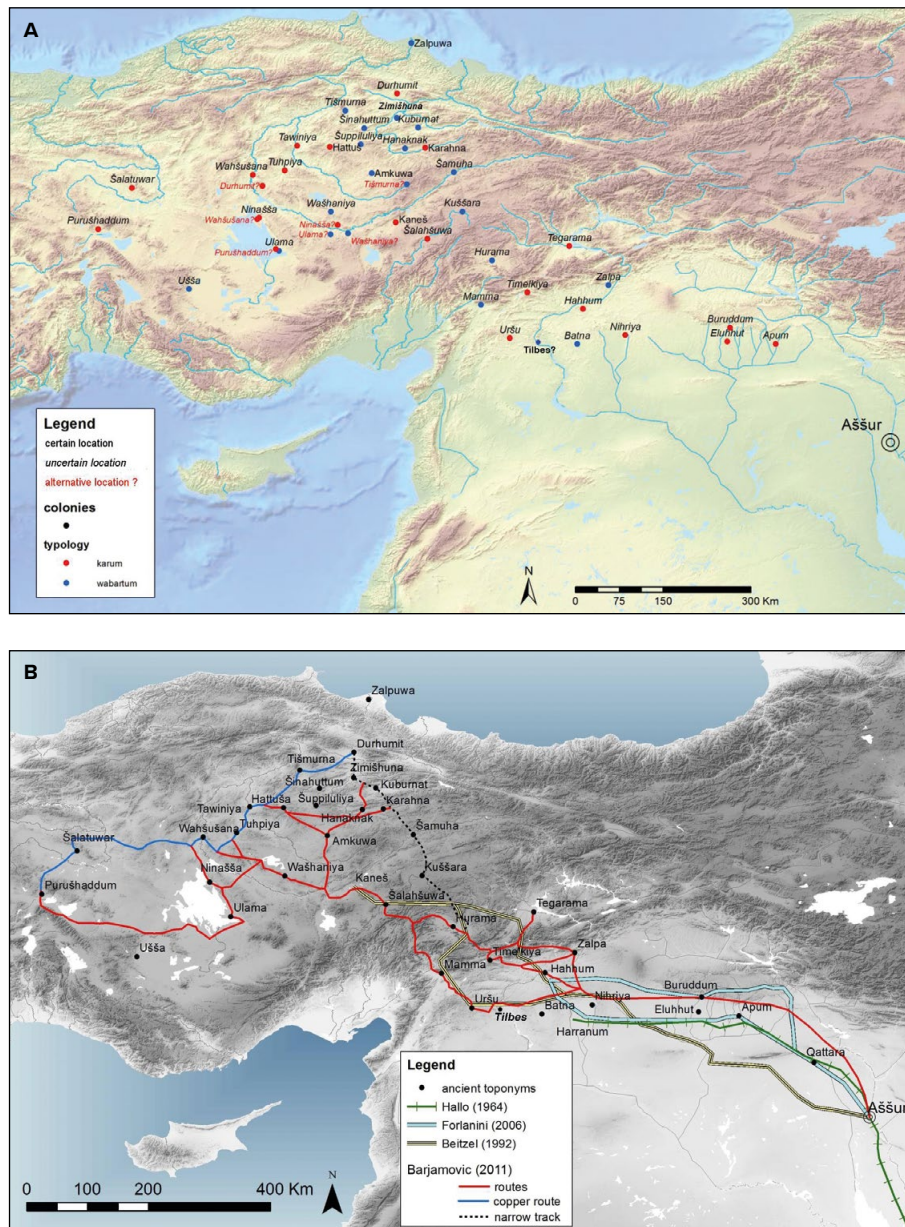 A
Zalpuwa
Durhumit
Tišmurna
Zimišhuna
Šinahuttum
Kuburnat
Šuppiluliya
Hanaknak
Tawiniya
Hattuš
Karahna
Tuhpiya
Wahšušana
Amkuwa
Šamuha
Tišmurna?
Durhumit?
Šalatuwar
Ninašša
Wašhaniya
Kuššara
Purušhaddum
Wahšušana?
Ninašša?
Kaneš
Ulama?
Wašhaniya?
Šalahšuwa
Ulama
Purušhaddum?
Tegarama
Hurama
Ušša
Timelkiya
Zalpa
Mamma
Hahhum
Uršu
Tilbes?
Batna
Nihriya
Buruddum
Eluhhut
Apum
Aššur
Legend
certain location
uncertain location
alternative location ?
colonies
typology
karum
wabartum
N
0 75 150 300 Km
B
Zalpuwa
Durhumit
Tišmurna
Zimišhuna
Šinahuttum
Kuburnat
Tawiniya
Hattuša
Šuppiluliya
Karahna
Hanaknak
Wahšušana
Tuhpiya
Šamuha
Šalatuwar
Amkuwa
Ninašša
Wašhaniya
Kuššara
Purušhaddum
Kaneš
Šalahšuwa
Ulama
Tegarama
Hurama
Ušša
Timelkiya
Zalpa
Mamma
Hahhum
Uršu
Tilbes
Batna
Nihriya
Buruddum
Eluhhut
Apum
Harranum
Qattara
Aššur
Legend
ancient toponyms
Hallo (1964)
Forlanini (2006)
Beitzel (1992)
Barjamovic (2011)
routes
copper route
narrow track
0 100 200 400 Km
N